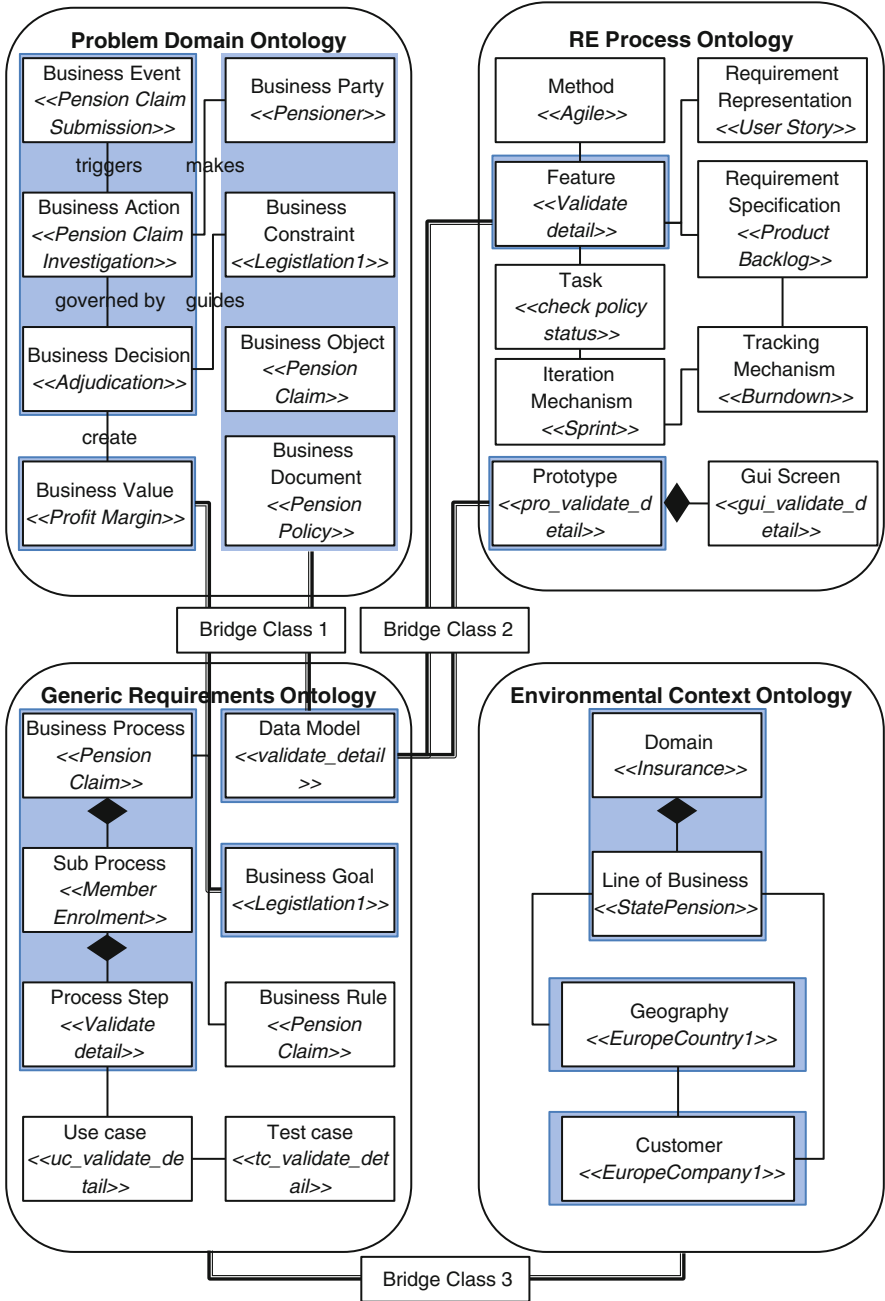 Problem Domain Ontology
Business Event
<<Pension Claim
Submission>>
Business Party
<<Pensioner>>
triggers
makes
Business Action
<<Pension Claim
Investigation>>
Business
Constraint
<<Legistlation1>>
governed by
guides
Business Decision
<<Adjudication>>
Business Object
<<Pension
Claim>>
create
Business Value
<<Profit Margin>>
Business
Document
<<Pension
Policy>>
RE Process Ontology
Method
<<Agile>>
Requirement
Representation
<<User Story>>
Feature
<<Validate
detail>>
Requirement
Specification
<<Product
Backlog>>
Task
<<check policy
status>>
Iteration
Mechanism
<<Sprint>>
Tracking
Mechanism
<<Burndown>>
Prototype
<<pro_validate_d
etail>>
Gui Screen
<<gui_validate_d
etail>>
Bridge Class 1
Bridge Class 2
Generic Requirements Ontology
Business Process
<<Pension
Claim>>
Data Model
<<validate_detail
>>
Sub Process
<<Member
Enrolment>>
Business Goal
<<Legistlation1>>
Process Step
<<Validate
detail>>
Business Rule
<<Pension
Claim>>
Use case
<<uc_validate_de
tail>>
Test case
<<tc_validate_det
ail>>
Environmental Context Ontology
Domain
<<Insurance>>
Line of Business
<<StatePension>>
Geography
<<EuropeCountry1>>
Customer
<<EuropeCompany1>>
Bridge Class 3